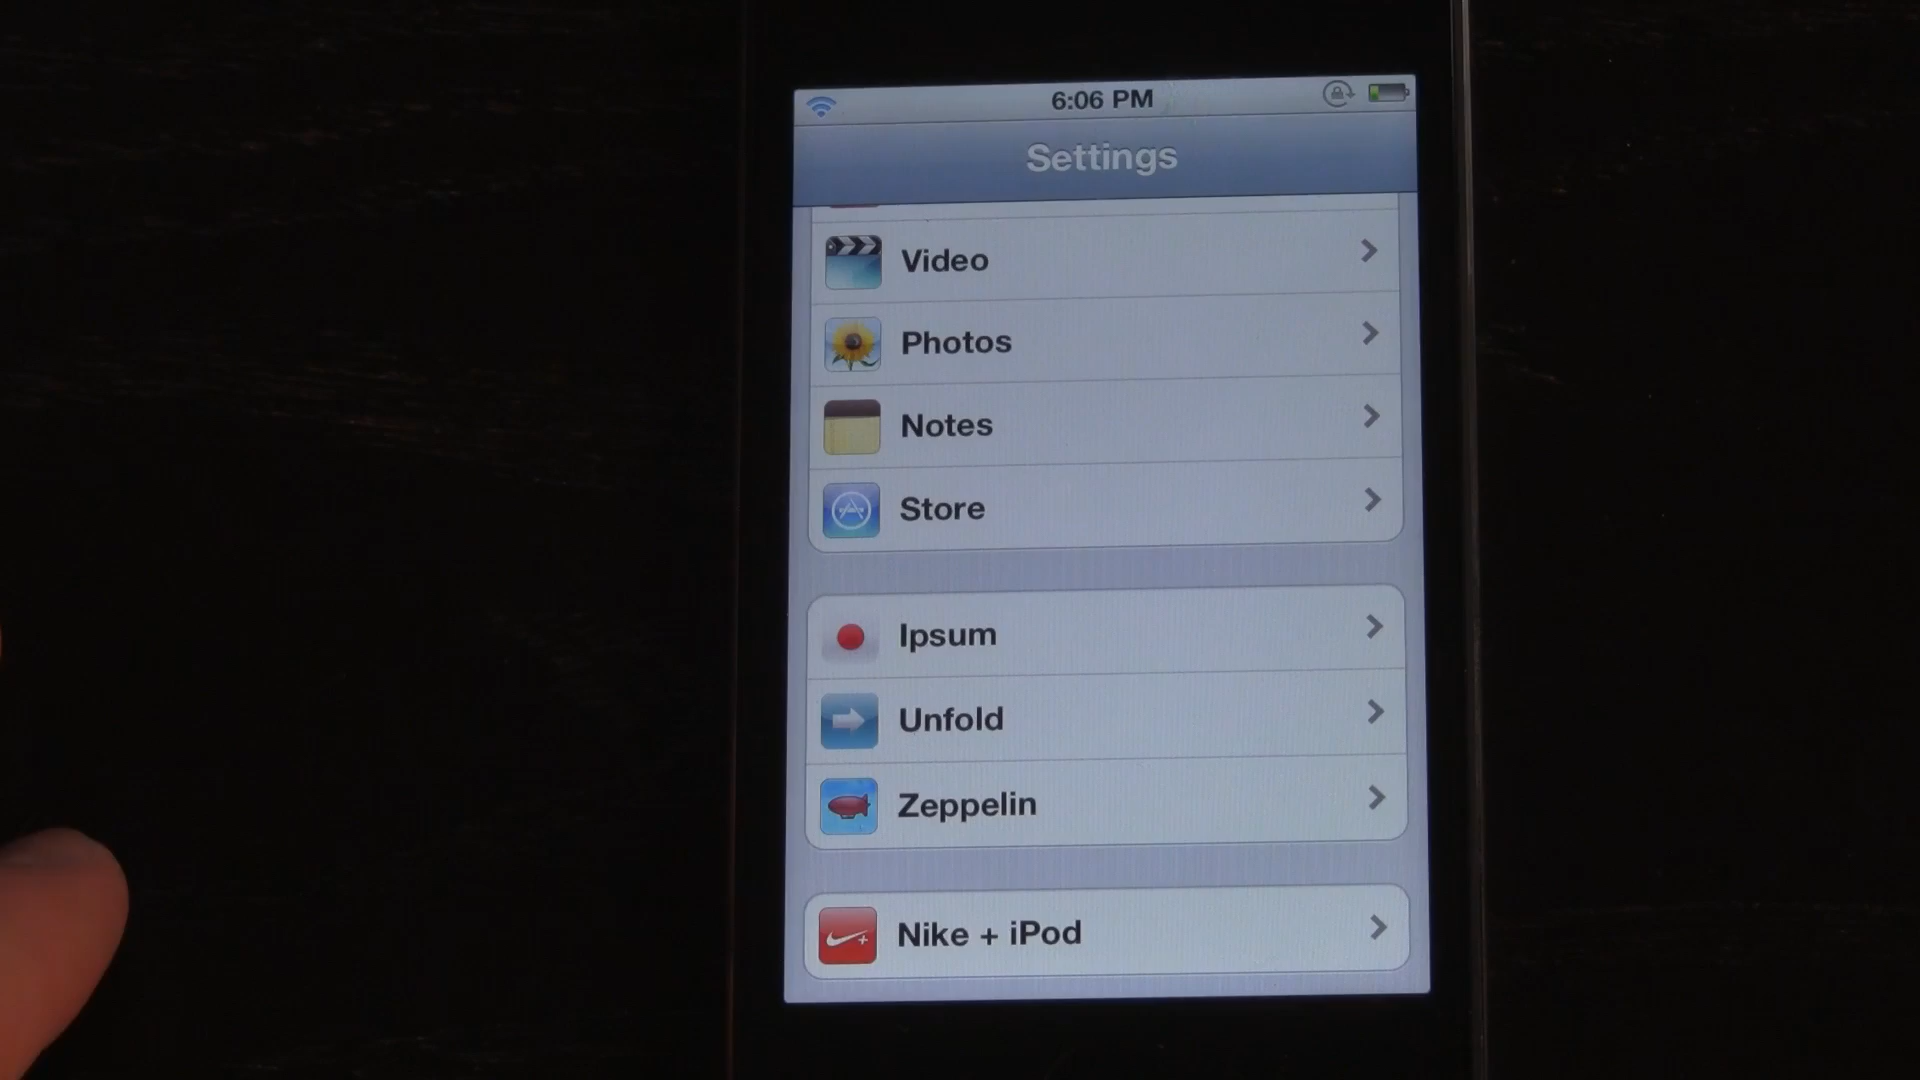 6:06 PM
Settings
Video
Photos
Notes
Store
Ipsum
Unfold
Zeppelin
Nike + iPod